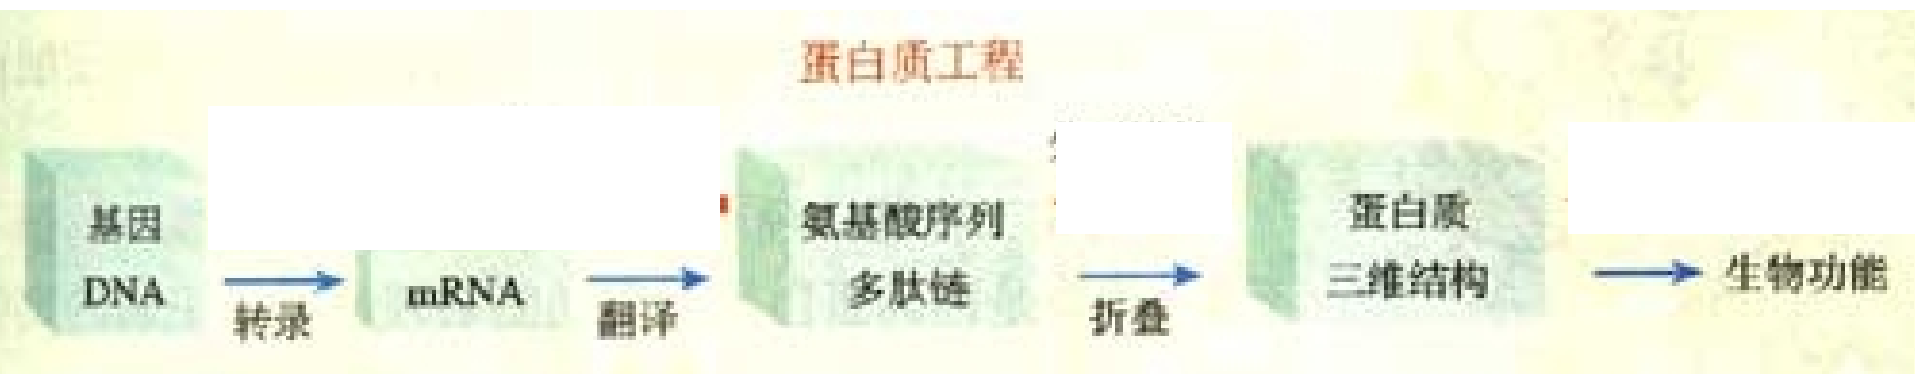 蛋白质工程
基因
DNA
转录
mRNA
翻译
氨基酸序列
多肽链
折叠
蛋白质
三维结构
生物功能